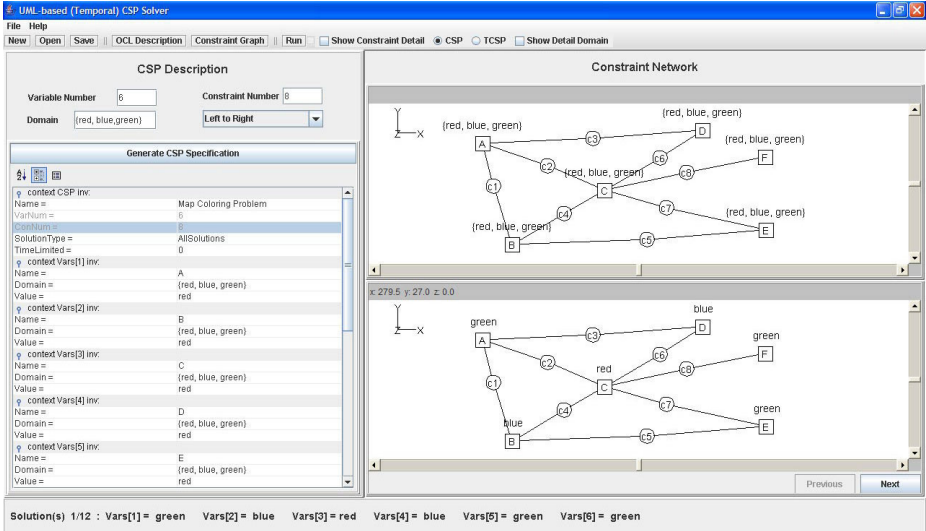 UML-based (Temporal) CSP Solver
File Help
New Open Save || OCL Description Constraint Graph || Run Show Constraint Detail CSP TCSP Show Detail Domain
CSP Description
Variable Number 6 Constraint Number 8
Domain {red, blue,green} Left to Right
Generate CSP Specification
context CSP inv:
Name = Map Coloring Problem
VarNum = 6
ConNum = 8
SolutionType = AllSolutions
TimeLimited = 0
context Vars[1] inv:
Name = A
Domain = {red, blue, green}
Value = red
context Vars[2] inv:
Name = B
Domain = {red, blue, green}
Value = red
context Vars[3] inv:
Name = C
Domain = {red, blue, green}
Value = red
context Vars[4] inv:
Name = D
Domain = {red, blue, green}
Value = red
context Vars[5] inv:
Name = E
Domain = {red, blue, green}
Value = red
Constraint Network
Y
Z X
{red, blue, green}
{red, blue, green}
A
c3
D
{red, blue, green}
F
c2
c6
c8
{red, blue, green}
C
c1
c4
c7
{red, blue, green}
{red, blue, green}
B
c5
E
x: 279.5 y: 27.0 z: 0.0
Y
Z X
blue
green
A
c3
D
green
F
c2
c6
c8
red
C
c1
c4
c7
green
blue
B
c5
E
Previous Next
Solution(s) 1/12 : Vars[1] = green Vars[2] = blue Vars[3] = red Vars[4] = blue Vars[5] = green Vars[6] = green